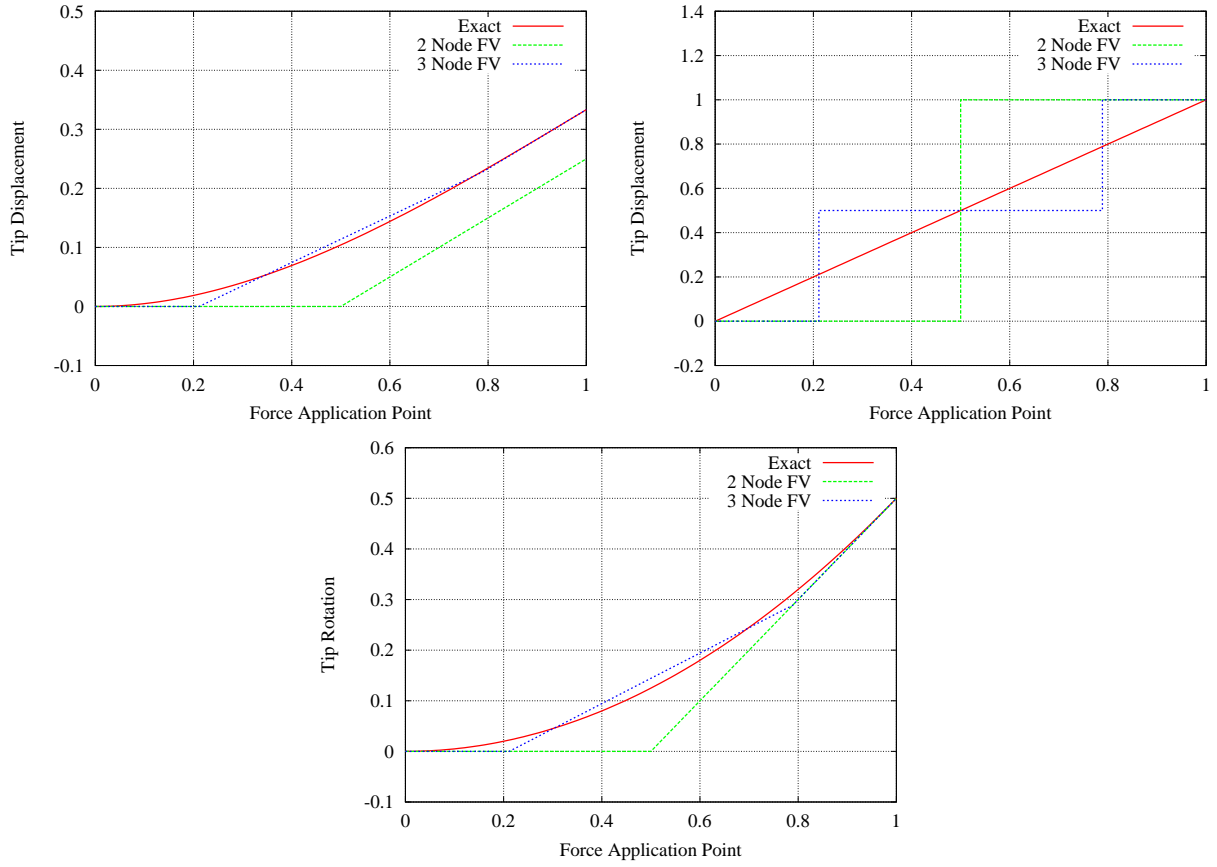 0.5
0.4
0.3
0.2
0.1
0
-0.1
Tip Displacement
Exact
2 Node FV
3 Node FV
0 0.2 0.4 0.6 0.8 1
Force Application Point
1.4
1.2
1
0.8
0.6
0.4
0.2
0
-0.2
Tip Displacement
Exact
2 Node FV
3 Node FV
0 0.2 0.4 0.6 0.8 1
Force Application Point
0.6
0.5
0.4
0.3
0.2
0.1
0
-0.1
Tip Rotation
Exact
2 Node FV
3 Node FV
0 0.2 0.4 0.6 0.8 1
Force Application Point